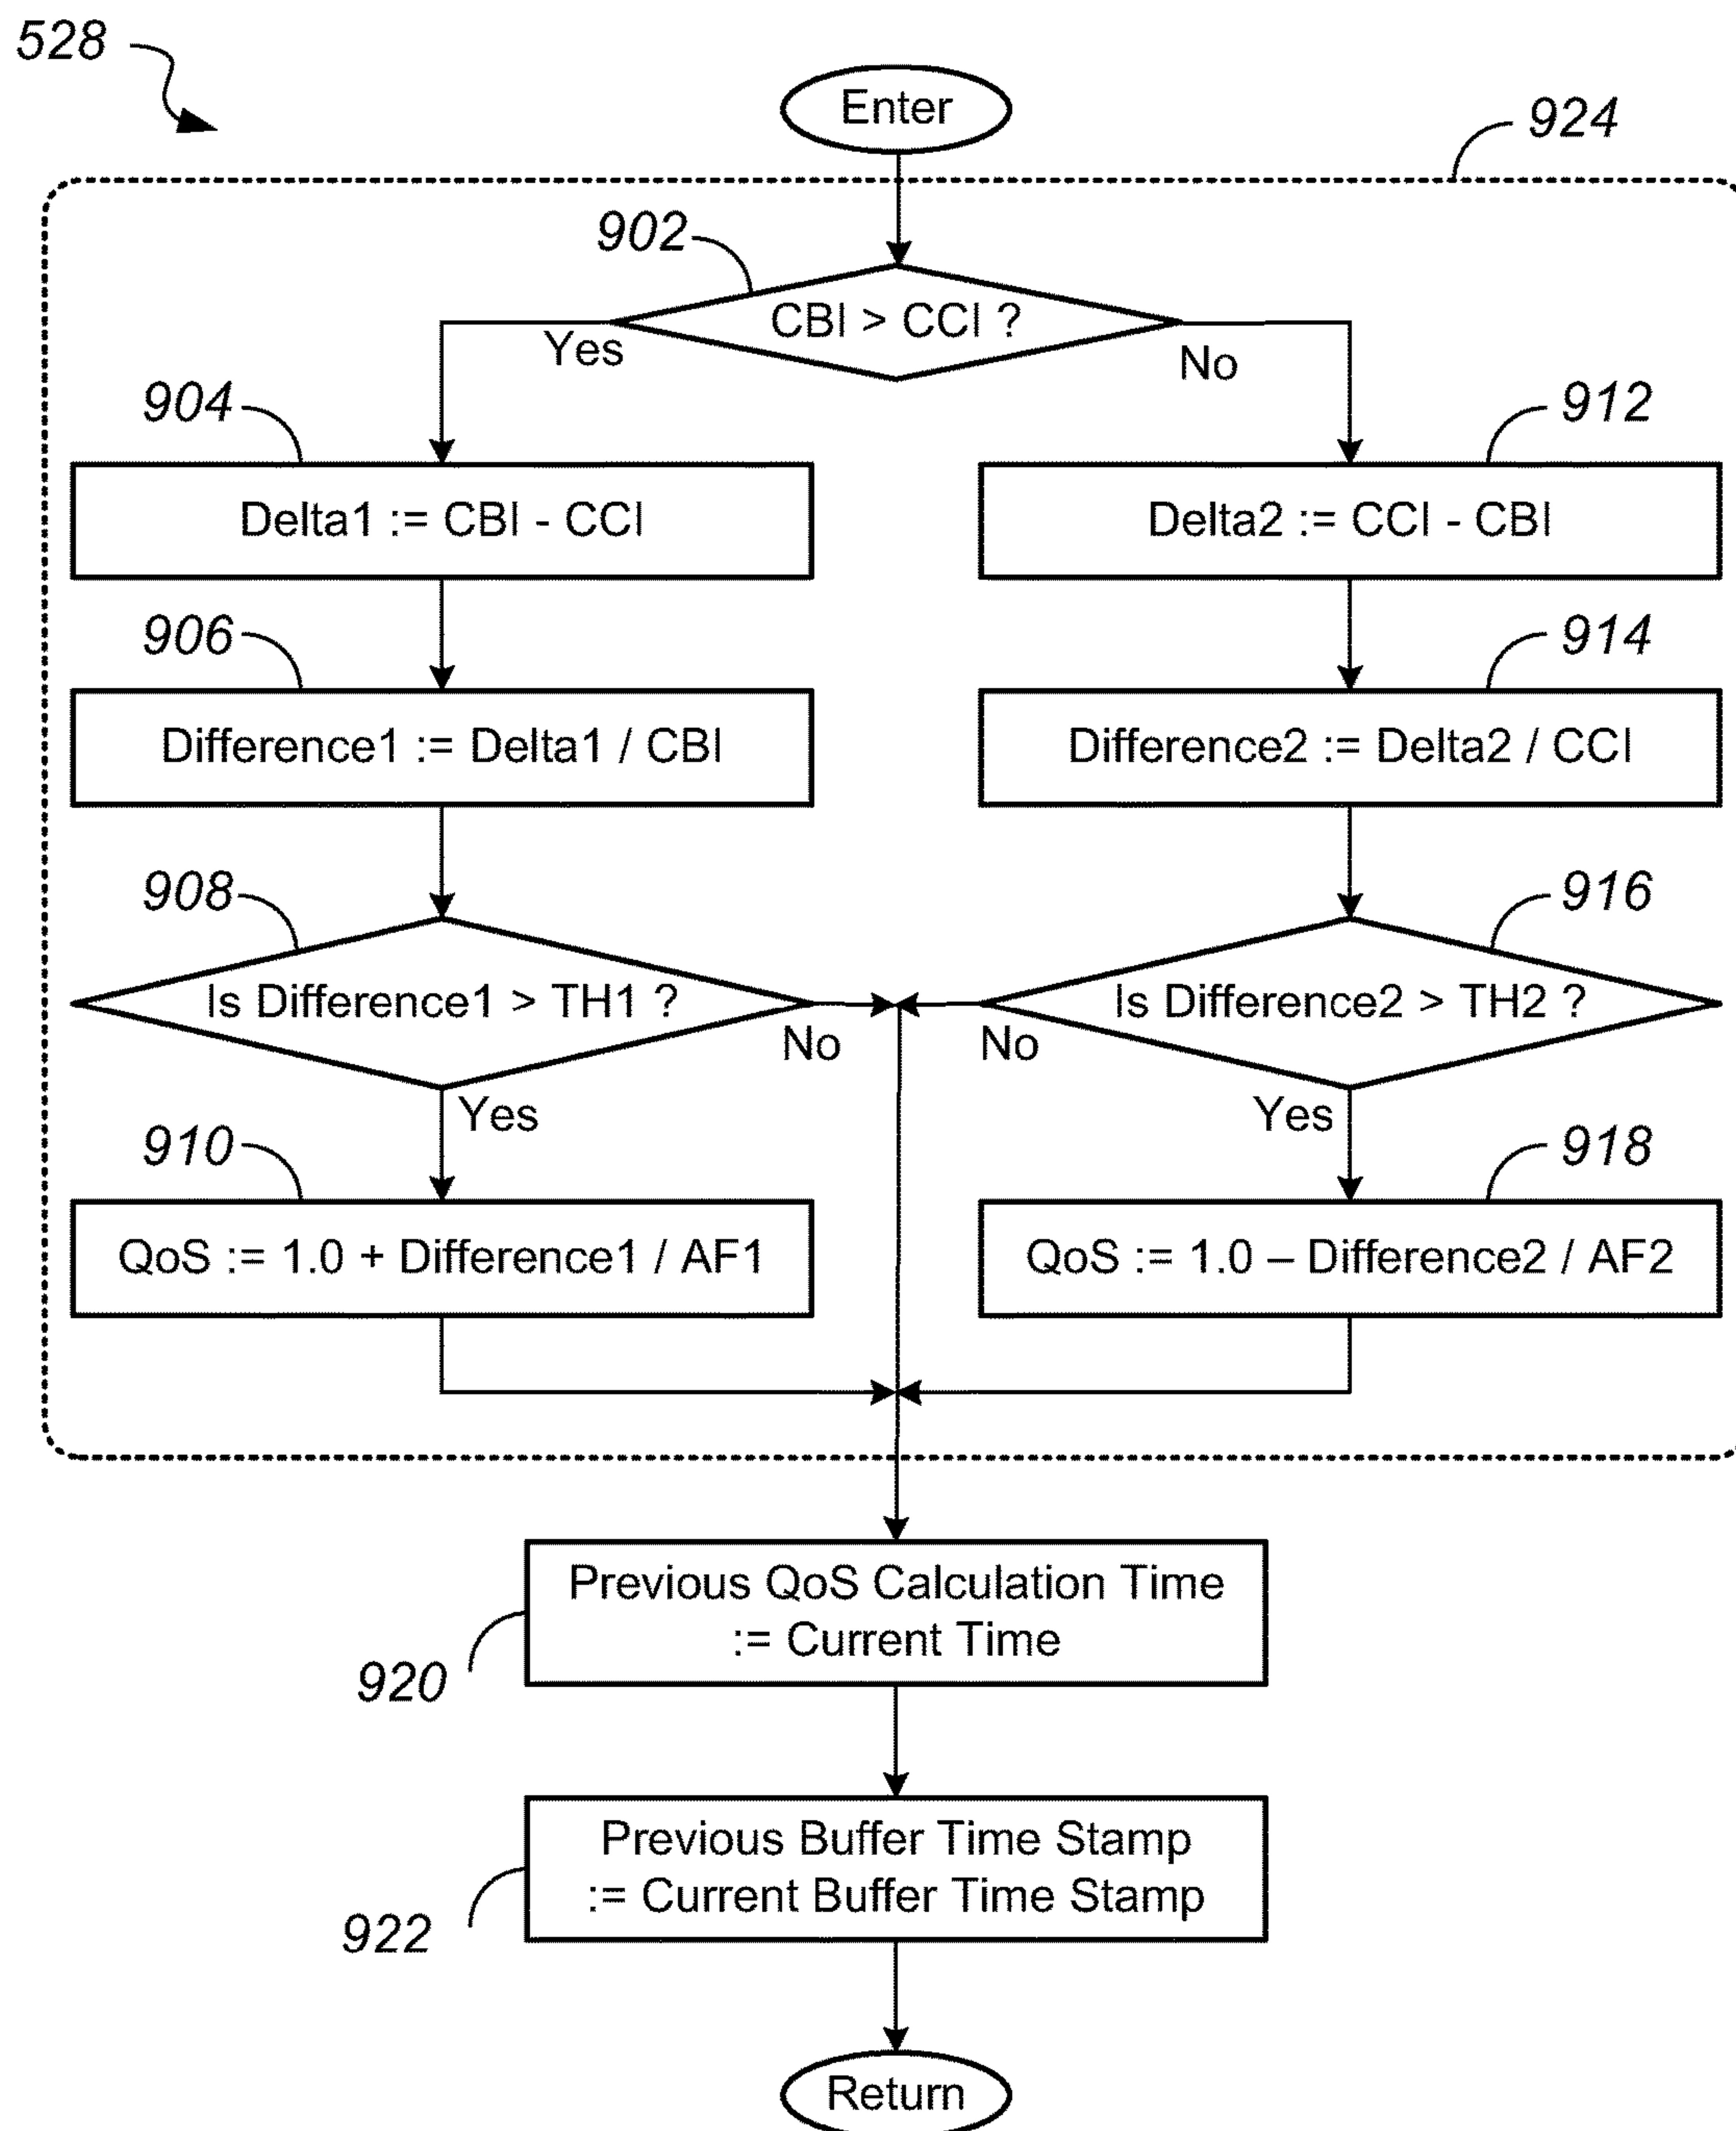 528
Enter
924
902
CBI > CCI ?
Yes
No
904
912
Delta1 := CBI - CCI
Delta2 := CCI - CBI
906
914
Difference1 := Delta1 / CBI
Difference2 := Delta2 / CCI
908
916
Is Difference1 > TH1 ?
Is Difference2 > TH2 ?
No
No
Yes
Yes
910
918
QoS := 1.0 + Difference1 / AF1
QoS := 1.0 – Difference2 / AF2
Previous QoS Calculation Time
:= Current Time
920
Previous Buffer Time Stamp
:= Current Buffer Time Stamp
922
Return